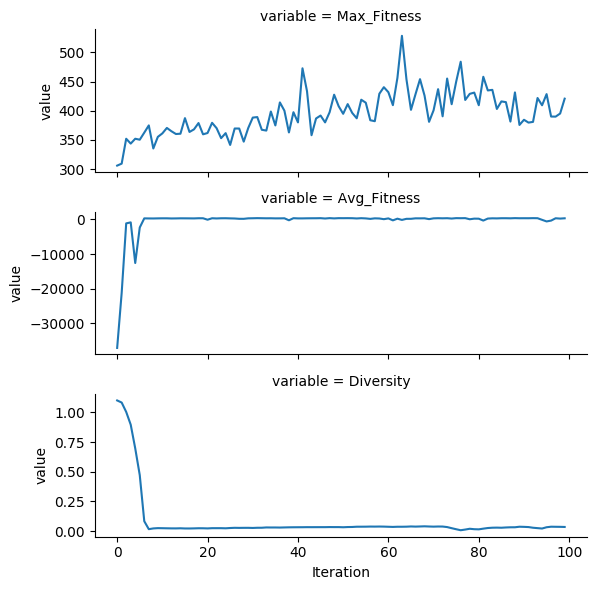 variable = Max_Fitness
500
450
400
350
300
value
variable = Avg_Fitness
0
-10000
-20000
-30000
value
variable = Diversity
1.00
0.75
0.50
0.25
0.00
value
0 20 40 60 80 100
Iteration